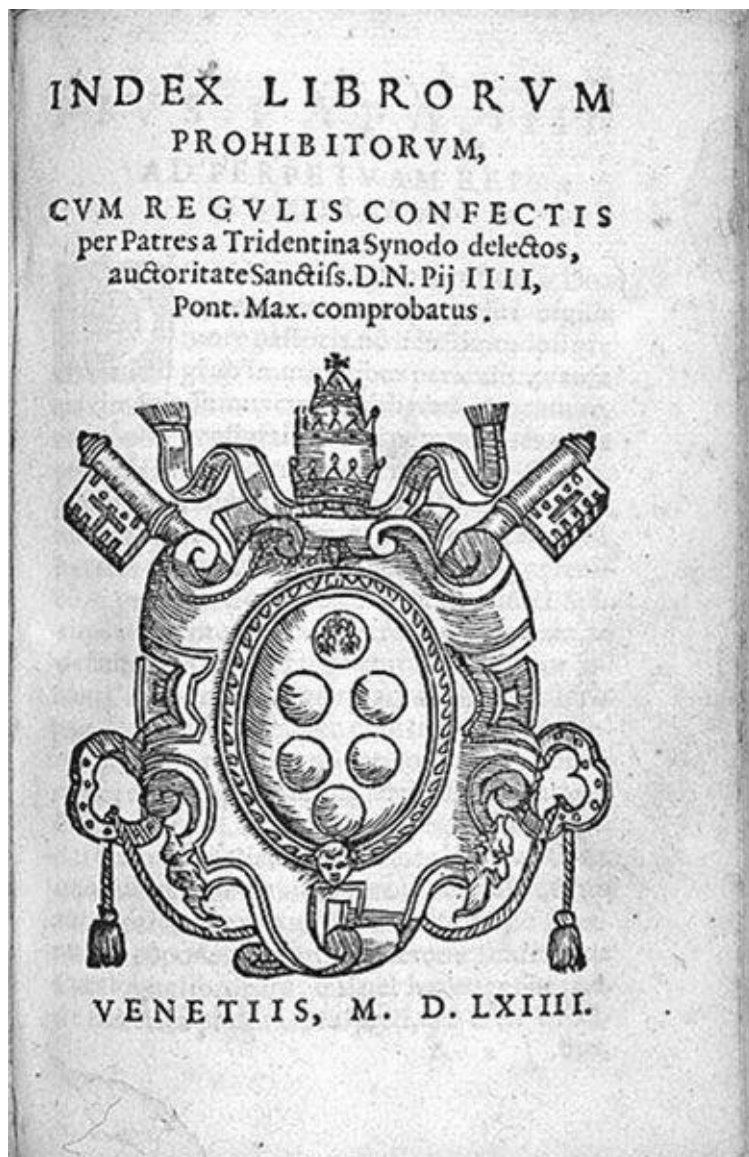 INDEX LIBRORVM
PROHIBITORVM,
CVM REGVLIS CONFECTIS
per Patres a Tridentina Synodo delectos,
auctoritate Sanctiſs. D. N. Pij IIII,
Pont. Max. comprobatus.
VENETIIS, M. D. LXIIII.